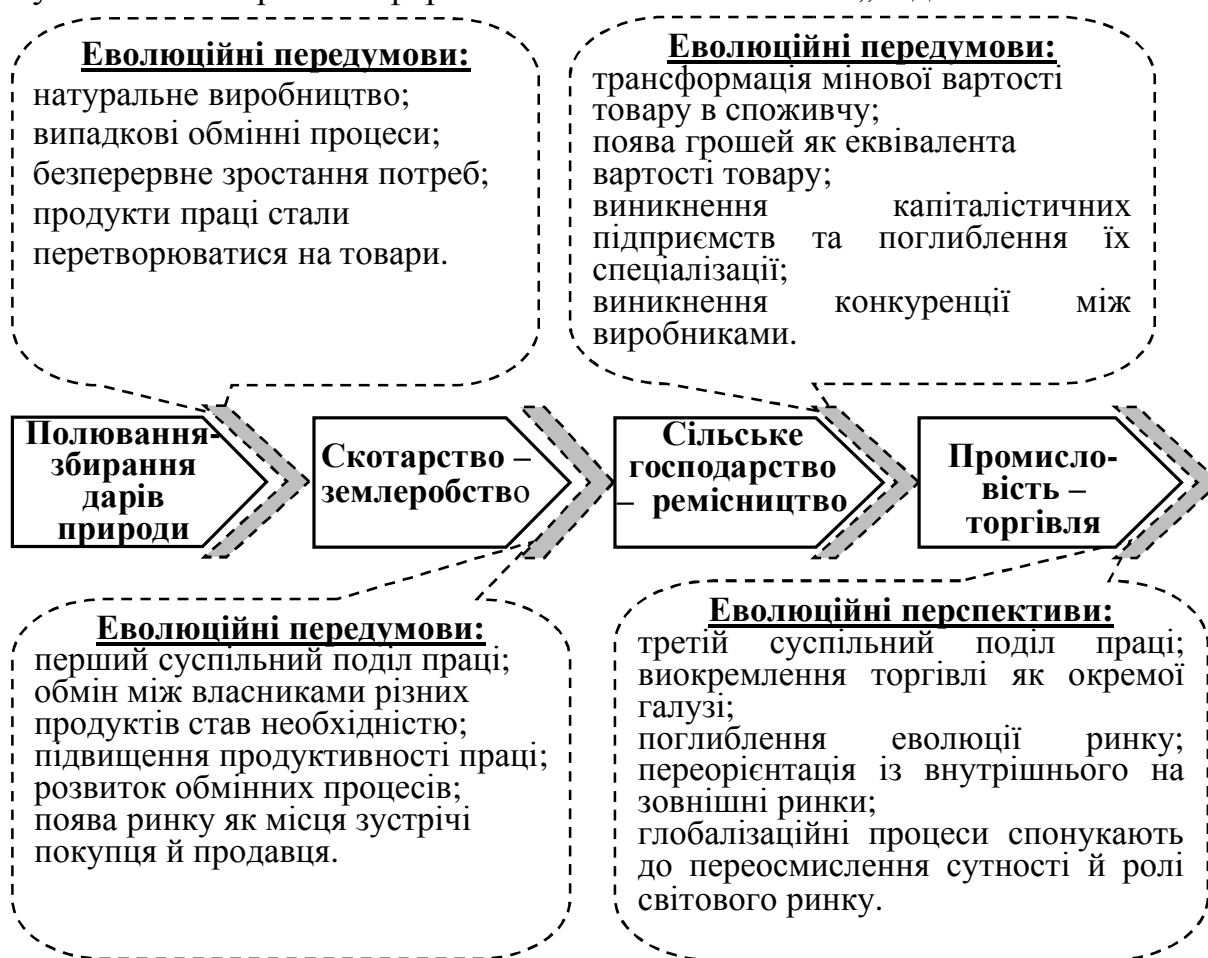 Еволюційні передумови:
натуральне виробництво;
випадкові обмінні процеси;
безперервне зростання потреб;
продукти праці стали
перетворюватися на товари.
Еволюційні передумови:
трансформація мінової вартості
товару в споживчу;
поява грошей як еквівалента
вартості товару;
виникнення капіталістичних
підприємств та поглиблення їх
спеціалізації;
виникнення конкуренції між
виробниками.
Полювання-
збирання
дарів
природи
Скотарство –
землеробство
Сільське
господарство
– ремісництво
Промисло-
вість –
торгівля
Еволюційні передумови:
перший суспільний поділ праці;
обмін між власниками різних
продуктів став необхідністю;
підвищення продуктивності праці;
розвиток обмінних процесів;
поява ринку як місця зустрічі
покупця й продавця.
Еволюційні перспективи:
третій суспільний поділ праці;
виокремлення торгівлі як окремої
галузі;
поглиблення еволюції ринку;
переорієнтація із внутрішнього на
зовнішні ринки;
глобалізаційні процеси спонукають
до переосмислення сутності й ролі
світового ринку.